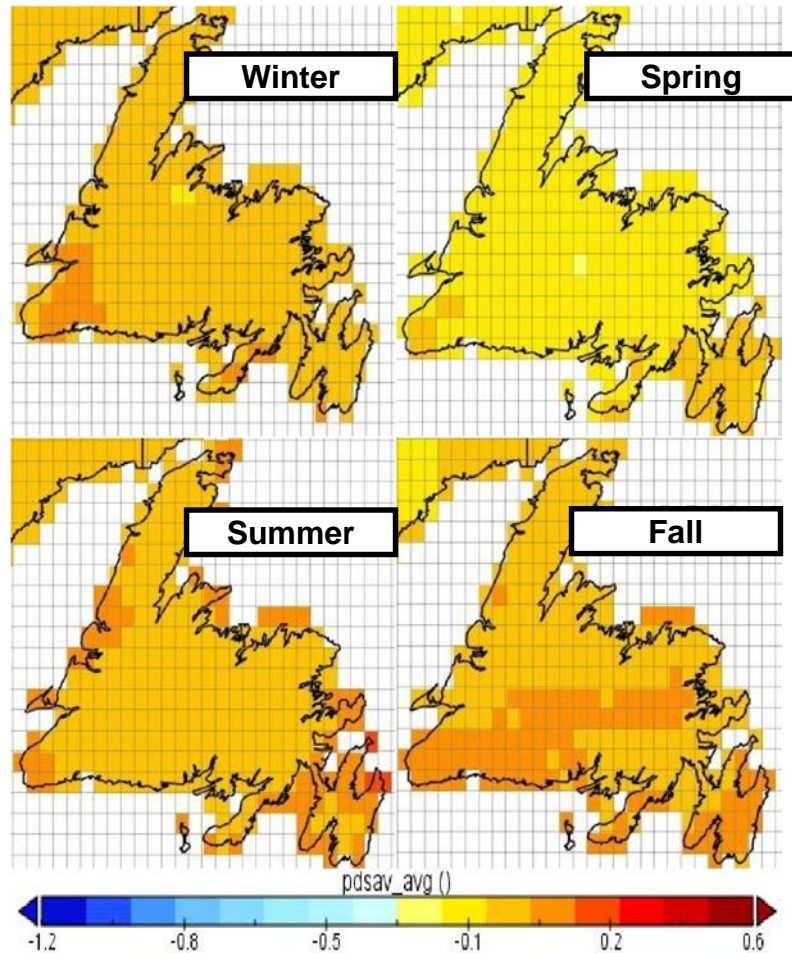 Winter
Spring
Summer
Fall
pdsav_avg ()
-1.2 -0.8 -0.5 -0.1 0.2 0.6